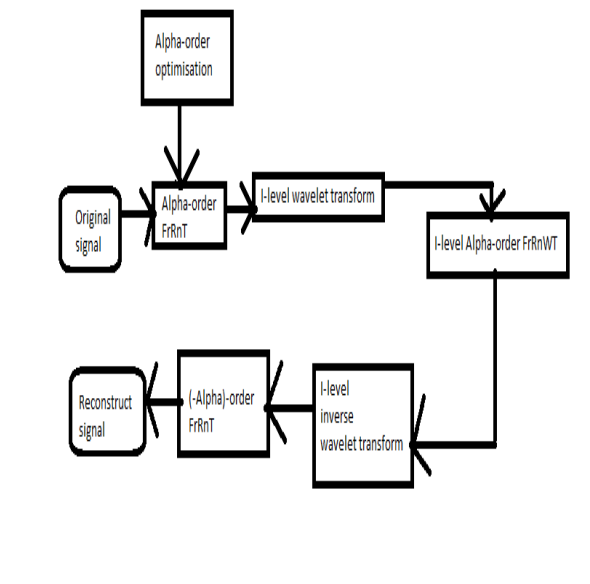 Alpha-order
optimisation
Original
signal
Alpha-order
FrRnT
I-level wavelet transform
I-level Alpha-order FrRnWT
I-level
inverse
wavelet transform
(-Alpha)-order
FrRnT
Reconstruct
signal